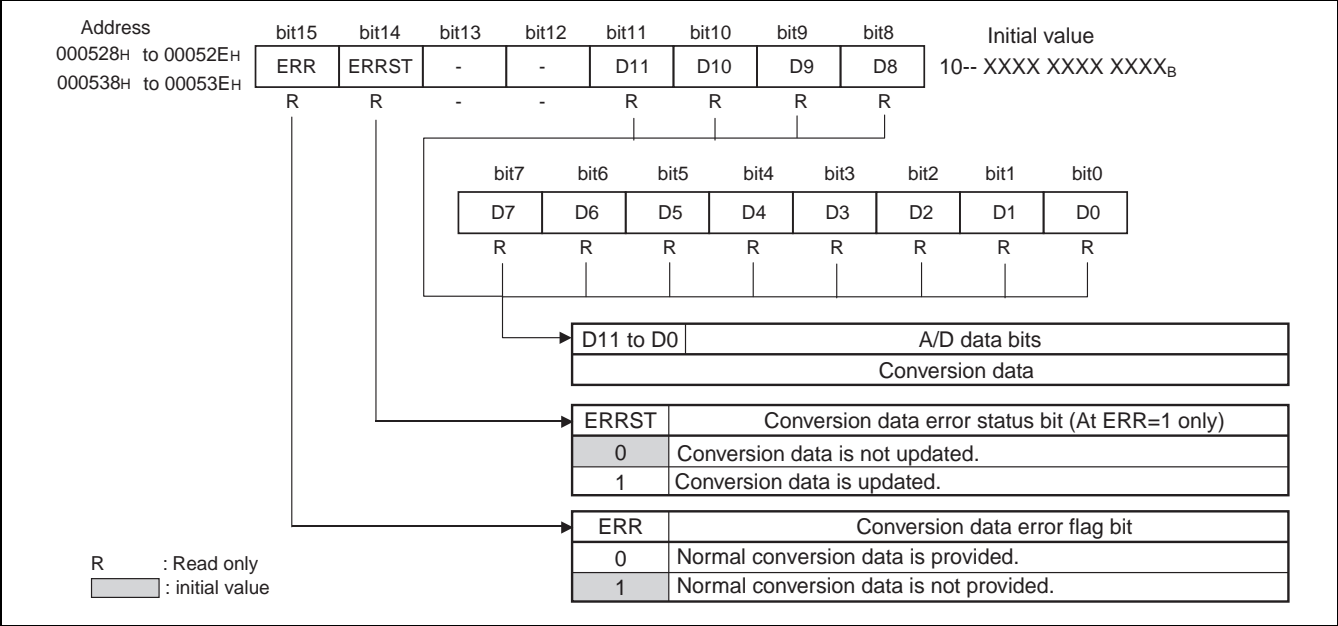 Address bit15 bit14 bit13 bit12 bit11 bit10 bit9 bit8 Initial value
000528H to 00052EH ERR ERRST - - D11 D10 D9 D8 10-- XXXX XXXX XXXXB
000538H to 00053EH
R R - - R R R R
bit7 bit6 bit5 bit4 bit3 bit2 bit1 bit0
D7 D6 D5 D4 D3 D2 D1 D0
R R R R R R R R
D11 to D0 A/D data bits
Conversion data
ERRST Conversion data error status bit (At ERR=1 only)
0 Conversion data is not updated.
1 Conversion data is updated.
ERR Conversion data error flag bit
0 Normal conversion data is provided.
1 Normal conversion data is not provided.
R : Read only
: initial value